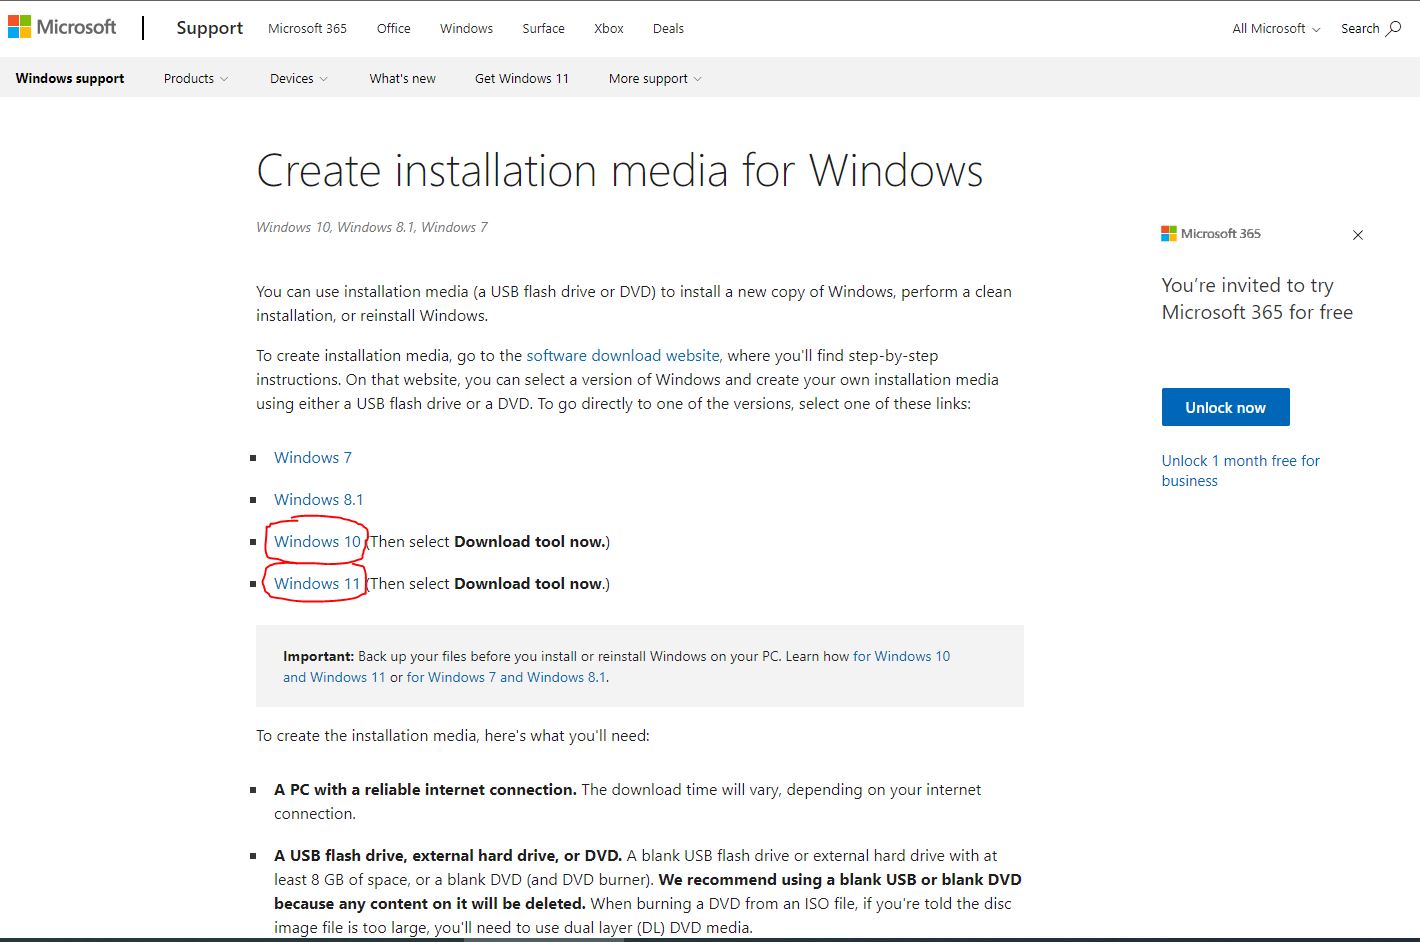 Microsoft | Support Microsoft 365 Office Windows Surface Xbox Deals All Microsoft Search
Windows support Products Devices What's new Get Windows 11 More support
Create installation media for Windows
Windows 10, Windows 8.1, Windows 7
You can use installation media (a USB flash drive or DVD) to install a new copy of Windows, perform a clean
installation, or reinstall Windows.
To create installation media, go to the software download website, where you'll find step-by-step
instructions. On that website, you can select a version of Windows and create your own installation media
using either a USB flash drive or a DVD. To go directly to one of the versions, select one of these links:
Windows 7
Windows 8.1
Windows 10 (Then select Download tool now.)
Windows 11 (Then select Download tool now.)
Important: Back up your files before you install or reinstall Windows on your PC. Learn how for Windows 10
and Windows 11 or for Windows 7 and Windows 8.1.
To create the installation media, here's what you'll need:
A PC with a reliable internet connection. The download time will vary, depending on your internet
connection.
A USB flash drive, external hard drive, or DVD. A blank USB flash drive or external hard drive with at
least 8 GB of space, or a blank DVD (and DVD burner). We recommend using a blank USB or blank DVD
because any content on it will be deleted. When burning a DVD from an ISO file, if you're told the disc
image file is too large, you'll need to use dual layer (DL) DVD media.
Microsoft 365
You're invited to try
Microsoft 365 for free
Unlock now
Unlock 1 month free for
business